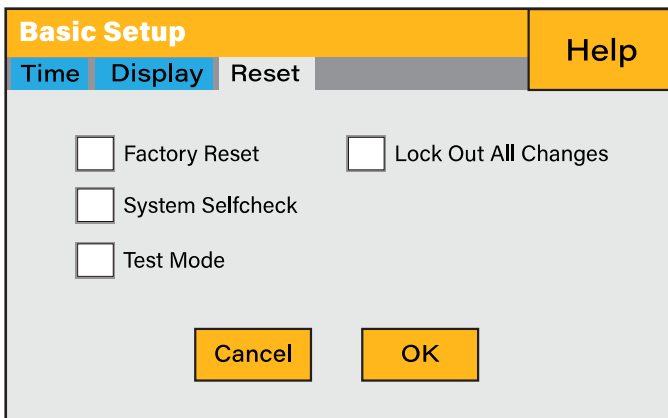 Basic Setup
Help
Time Display Reset
Factory Reset
Lock Out All Changes
System Selfcheck
Test Mode
Cancel
OK